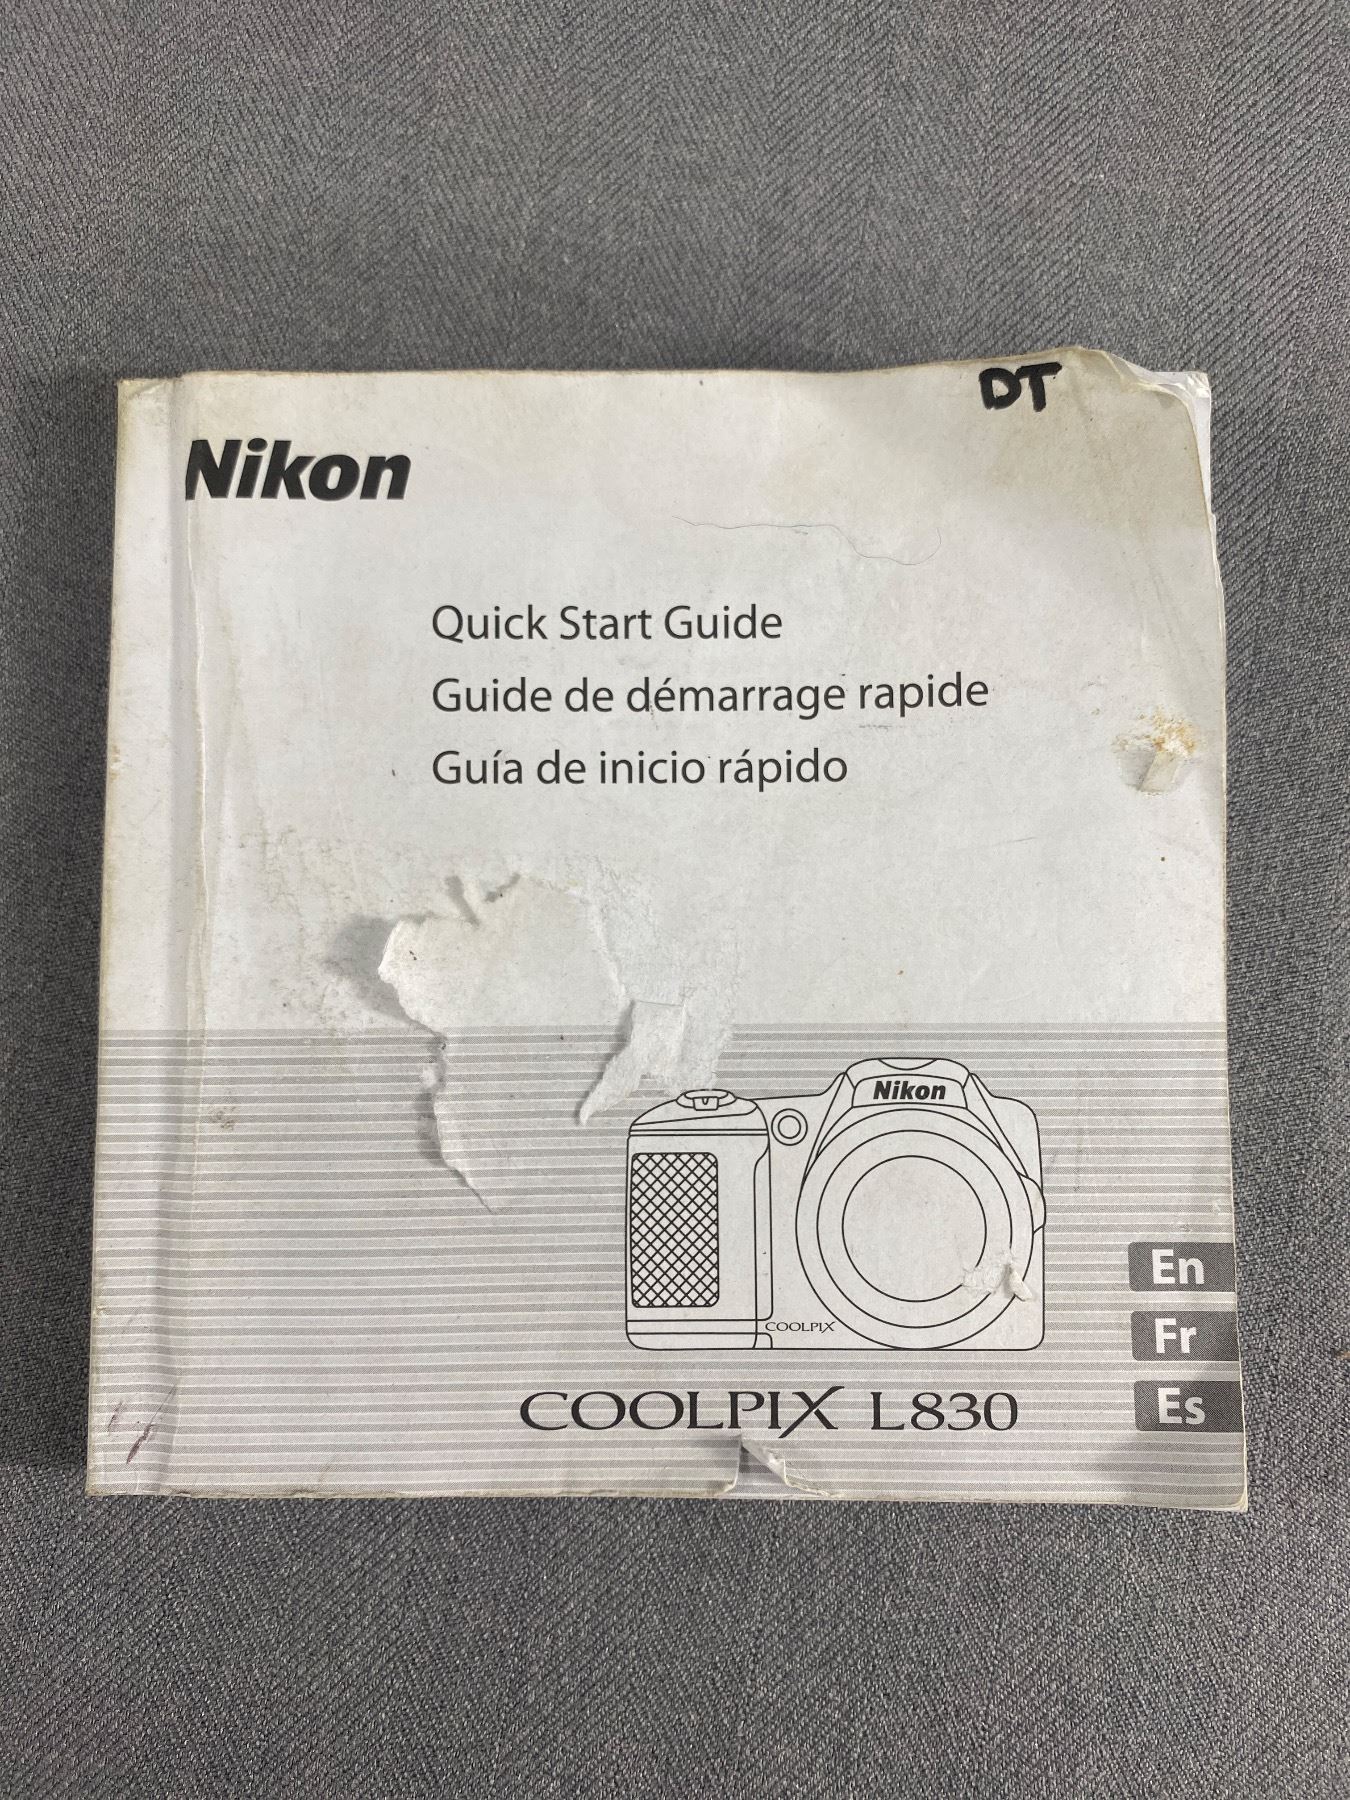 DT
Nikon
Quick Start Guide
Guide de démarrage rapide
Guía de inicio rápido
Nikon
COOLPIX
En
Fr
Es
COOLPIX L830